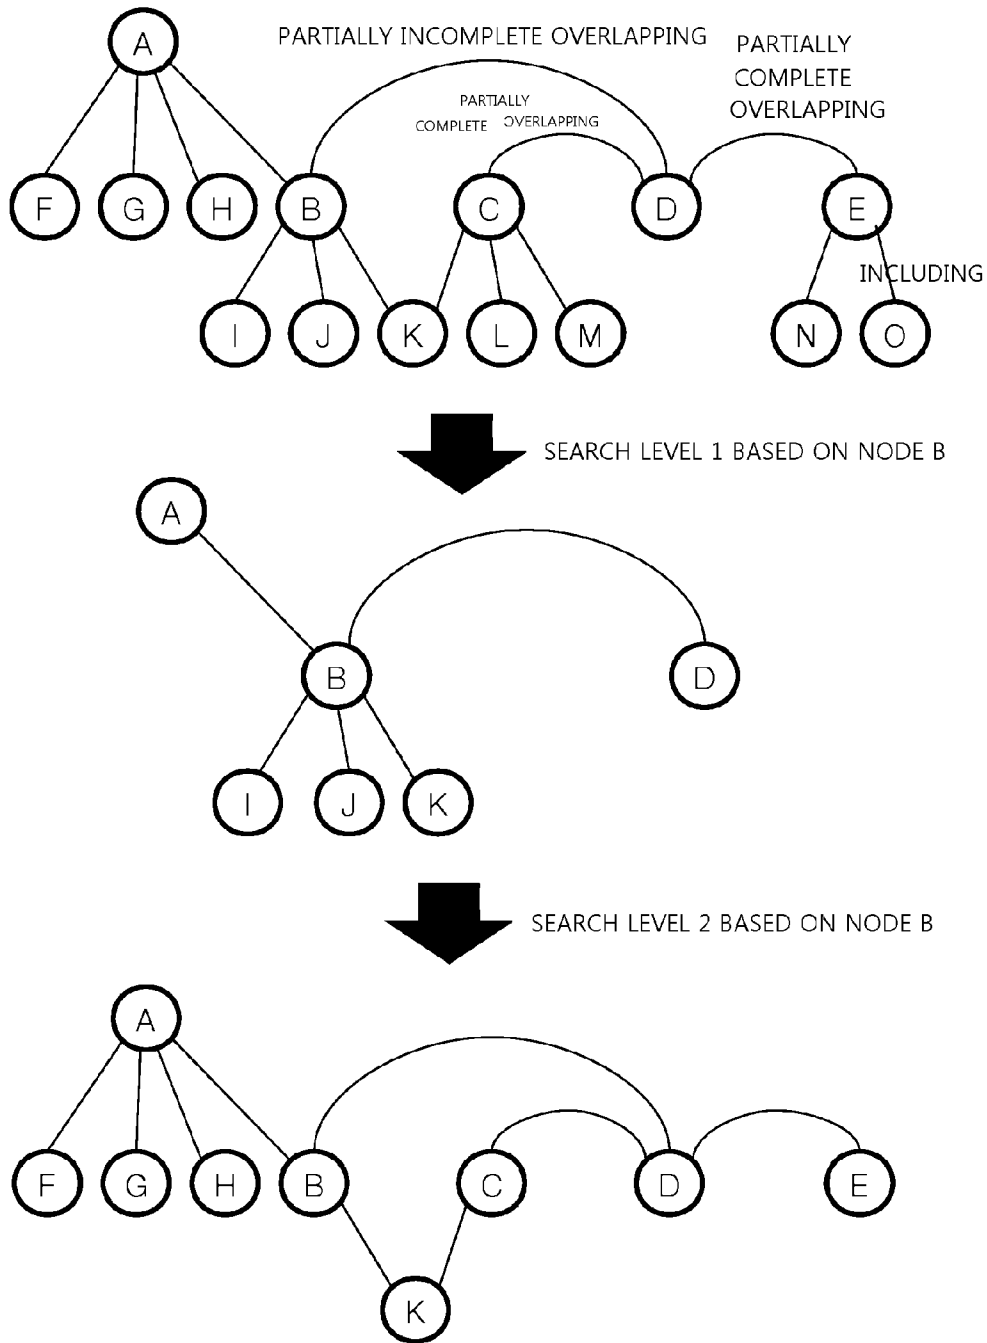 A
PARTIALLY INCOMPLETE OVERLAPPING
PARTIALLY
COMPLETE
OVERLAPPING
PARTIALLY
COMPLETE OVERLAPPING
F G H B C D E
INCLUDING
I J K L M N O
SEARCH LEVEL 1 BASED ON NODE B
A
B D
I J K
SEARCH LEVEL 2 BASED ON NODE B
A
F G H B C D E
K